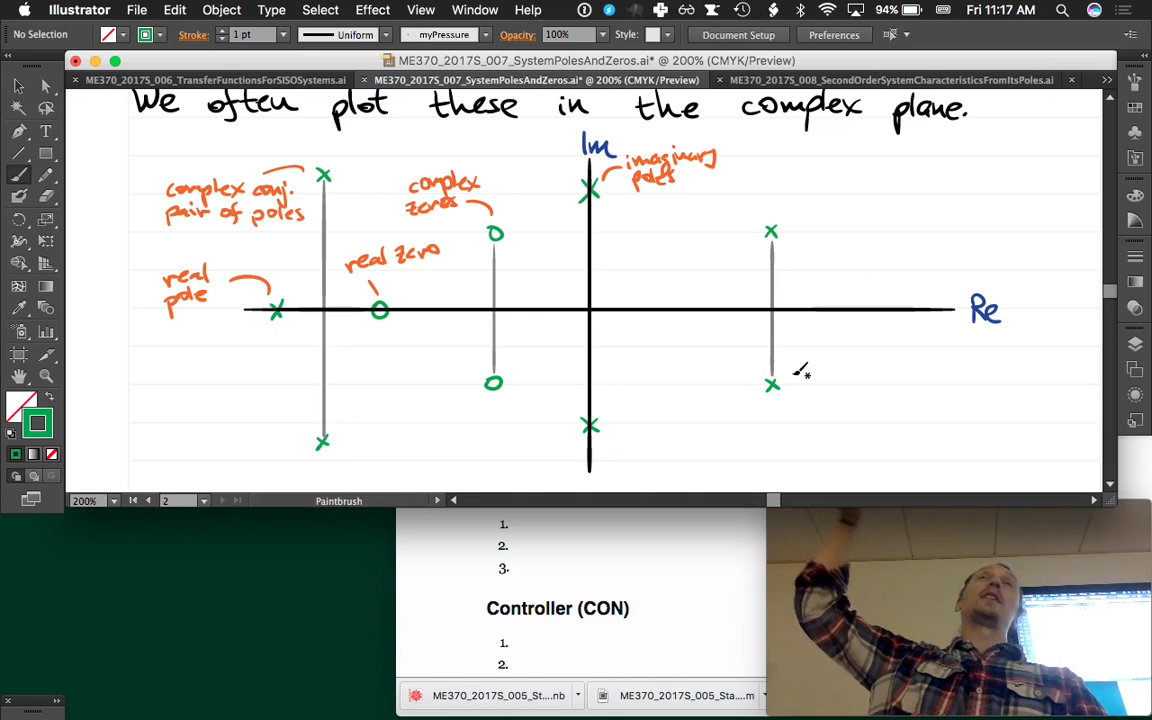 Illustrator File Edit Object Type Select Effect View Window Control Help 94% Fri 11:17 AM
No Selection Stroke: 1 pt Uniform myPressure Opacity: 100% Style: Document Setup Preferences
ME370_2017S_007_SystemPolesAndZeros.ai* @ 200% (CMYK/Preview)
ME370_2017S_006_TransferFunctionsForSISOSystems.ai ME370_2017S_007_SystemPolesAndZeros.ai* @ 200% (CMYK/Preview) ME370_2017S_008_SecondOrderSystemCharacteristicsFromItsPoles.ai
We often plot these in the complex plane.
Im
imaginary
poles
complex conj.
pair of poles
complex
zeros
real zero
real
pole
Re
200% 2 Paintbrush
1.
2.
3.
Controller (CON)
1.
2.
ME370_2017S_005_St....nb ME370_2017S_005_Sta....m